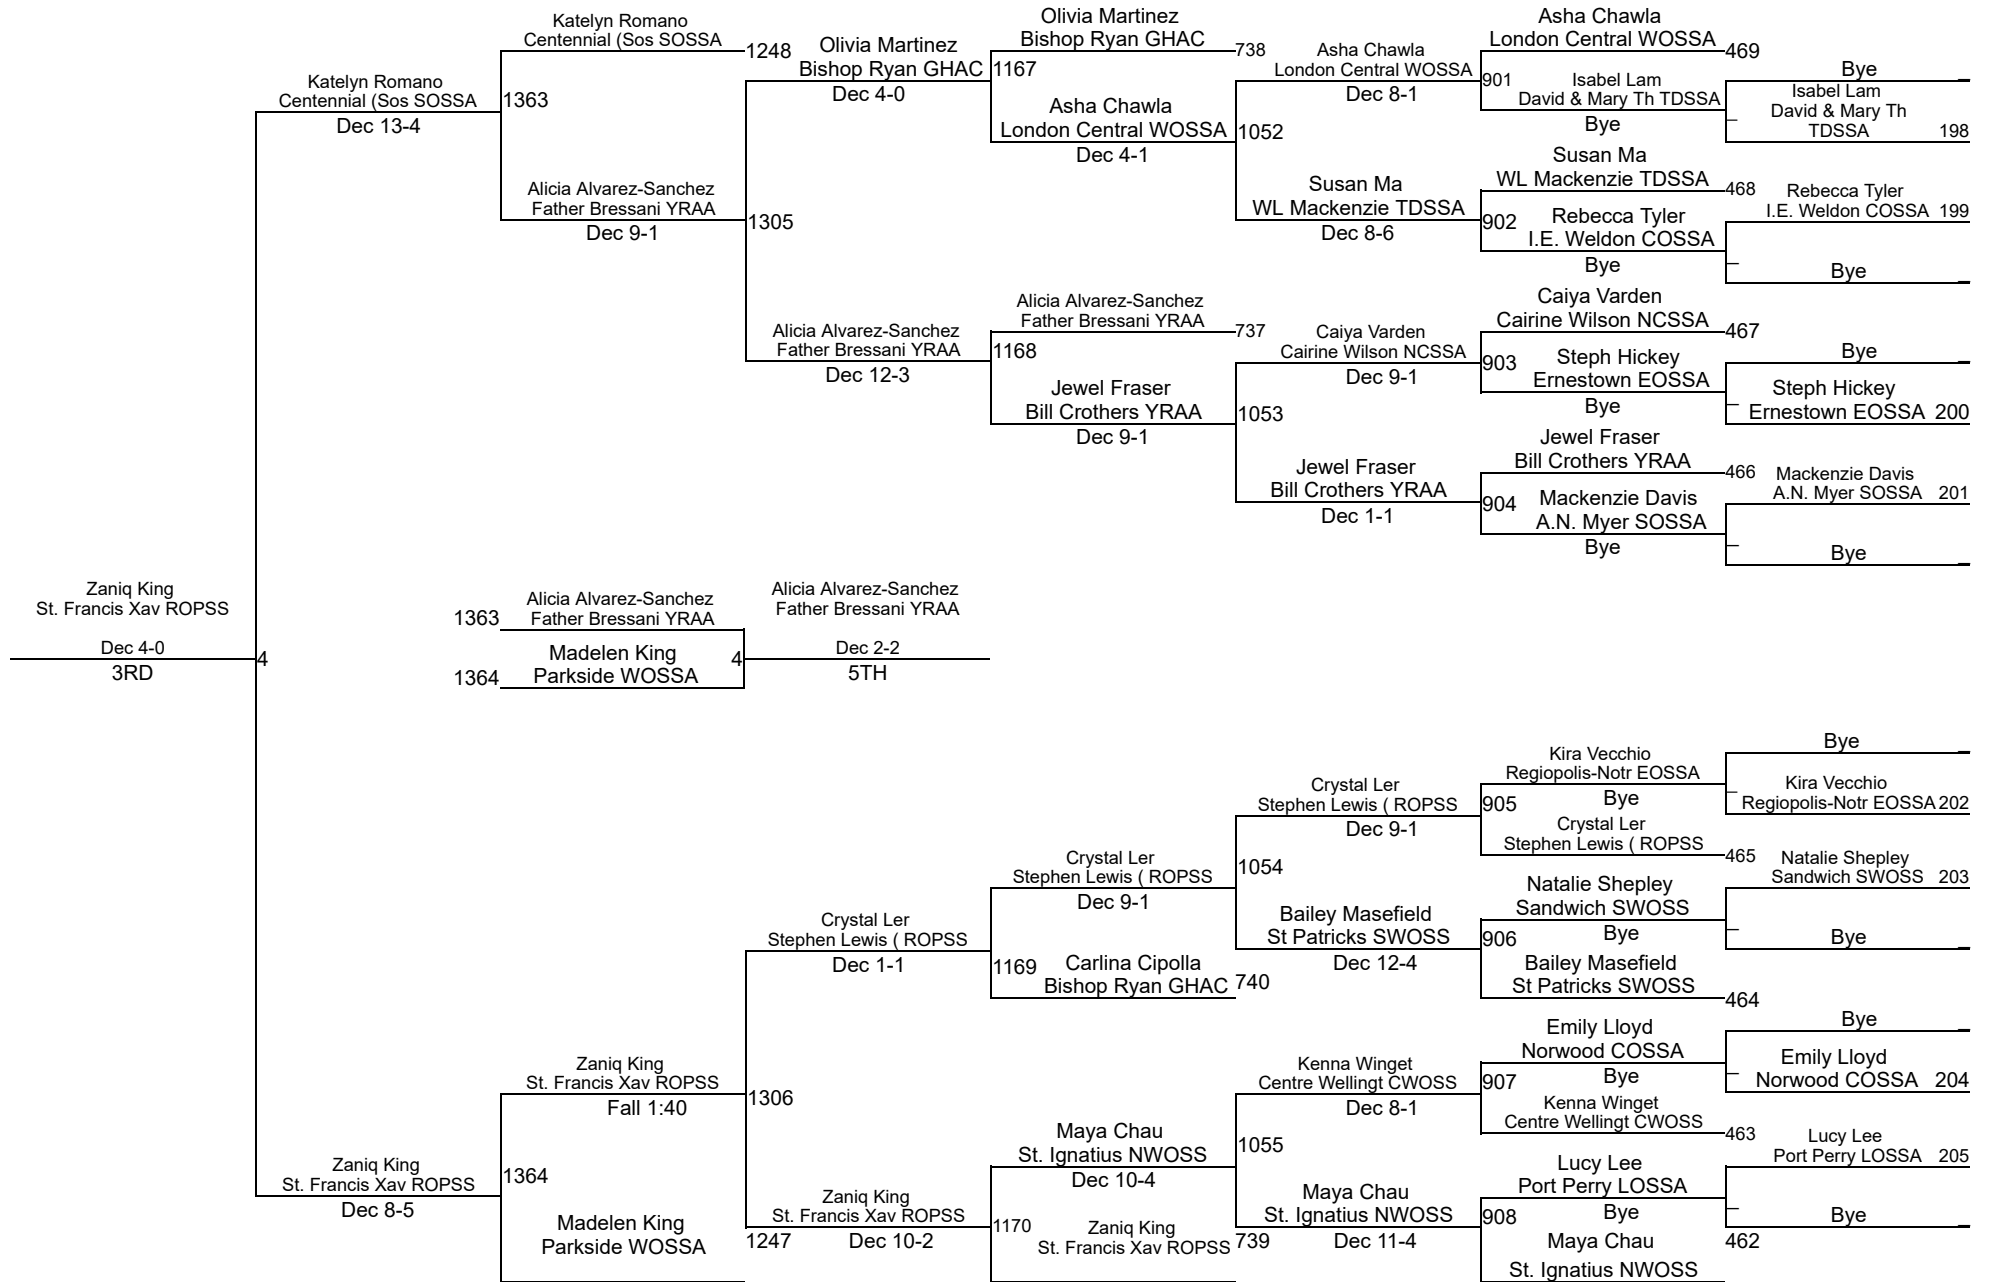 Katelyn Romano
Centennial (Sos SOSSA
1248
Olivia Martinez
Bishop Ryan GHAC
Dec 4-0
Olivia Martinez
Bishop Ryan GHAC
738
Asha Chawla
London Central WOSSA
Dec 8-1
Asha Chawla
London Central WOSSA
469
Bye
_
Katelyn Romano
Centennial (Sos SOSSA
Dec 13-4
1363
1167
Asha Chawla
London Central WOSSA
Dec 4-1
901
Isabel Lam
David & Mary Th TDSSA
Bye
_
Isabel Lam
David & Mary Th
TDSSA
198
1052
Susan Ma
WL Mackenzie TDSSA
468
Rebecca Tyler
I.E. Weldon COSSA
199
Alicia Alvarez-Sanchez
Father Bressani YRAA
Dec 9-1
1305
Susan Ma
WL Mackenzie TDSSA
Dec 8-6
902
Rebecca Tyler
I.E. Weldon COSSA
Bye
_
Bye
_
Alicia Alvarez-Sanchez
Father Bressani YRAA
Dec 12-3
Alicia Alvarez-Sanchez
Father Bressani YRAA
737
1168
Caiya Varden
Cairine Wilson NCSSA
Dec 9-1
Caiya Varden
Cairine Wilson NCSSA
467
Bye
_
903
Steph Hickey
Ernestown EOSSA
Bye
_
Steph Hickey
Ernestown EOSSA
200
Jewel Fraser
Bill Crothers YRAA
Dec 9-1
1053
Jewel Fraser
Bill Crothers YRAA
466
Mackenzie Davis
A.N. Myer SOSSA
201
Jewel Fraser
Bill Crothers YRAA
Dec 1-1
904
Mackenzie Davis
A.N. Myer SOSSA
Bye
_
Bye
_
Zaniq King
St. Francis Xav ROPSS
Dec 4-0
3RD
4
1363
Alicia Alvarez-Sanchez
Father Bressani YRAA
1364
Madelen King
Parkside WOSSA
4
Alicia Alvarez-Sanchez
Father Bressani YRAA
Dec 2-2
5TH
Bye
_
Kira Vecchio
Regiopolis-Notr EOSSA
Bye
_
Kira Vecchio
Regiopolis-Notr EOSSA
202
Crystal Ler
Stephen Lewis ( ROPSS
Dec 9-1
905
Crystal Ler
Stephen Lewis ( ROPSS
465
Natalie Shepley
Sandwich SWOSS
203
Crystal Ler
Stephen Lewis ( ROPSS
Dec 9-1
1054
Natalie Shepley
Sandwich SWOSS
Bye
_
Bye
_
Crystal Ler
Stephen Lewis ( ROPSS
Dec 1-1
Bailey Masefield
St Patricks SWOSS
Dec 12-4
906
Bailey Masefield
St Patricks SWOSS
464
1169
Carlina Cipolla
Bishop Ryan GHAC
740
Bye
_
Emily Lloyd
Norwood COSSA
Bye
_
Emily Lloyd
Norwood COSSA
204
Zaniq King
St. Francis Xav ROPSS
Fall 1:40
1306
Kenna Winget
Centre Wellingt CWOSS
Dec 8-1
907
Kenna Winget
Centre Wellingt CWOSS
463
Lucy Lee
Port Perry LOSSA
205
Maya Chau
St. Ignatius NWOSS
Dec 10-4
1055
Zaniq King
St. Francis Xav ROPSS
Dec 8-5
1364
Lucy Lee
Port Perry LOSSA
Bye
_
Bye
_
Zaniq King
St. Francis Xav ROPSS
Dec 10-2
Maya Chau
St. Ignatius NWOSS
Dec 11-4
908
Madelen King
Parkside WOSSA
1247
1170
Zaniq King
St. Francis Xav ROPSS
739
Maya Chau
St. Ignatius NWOSS
462